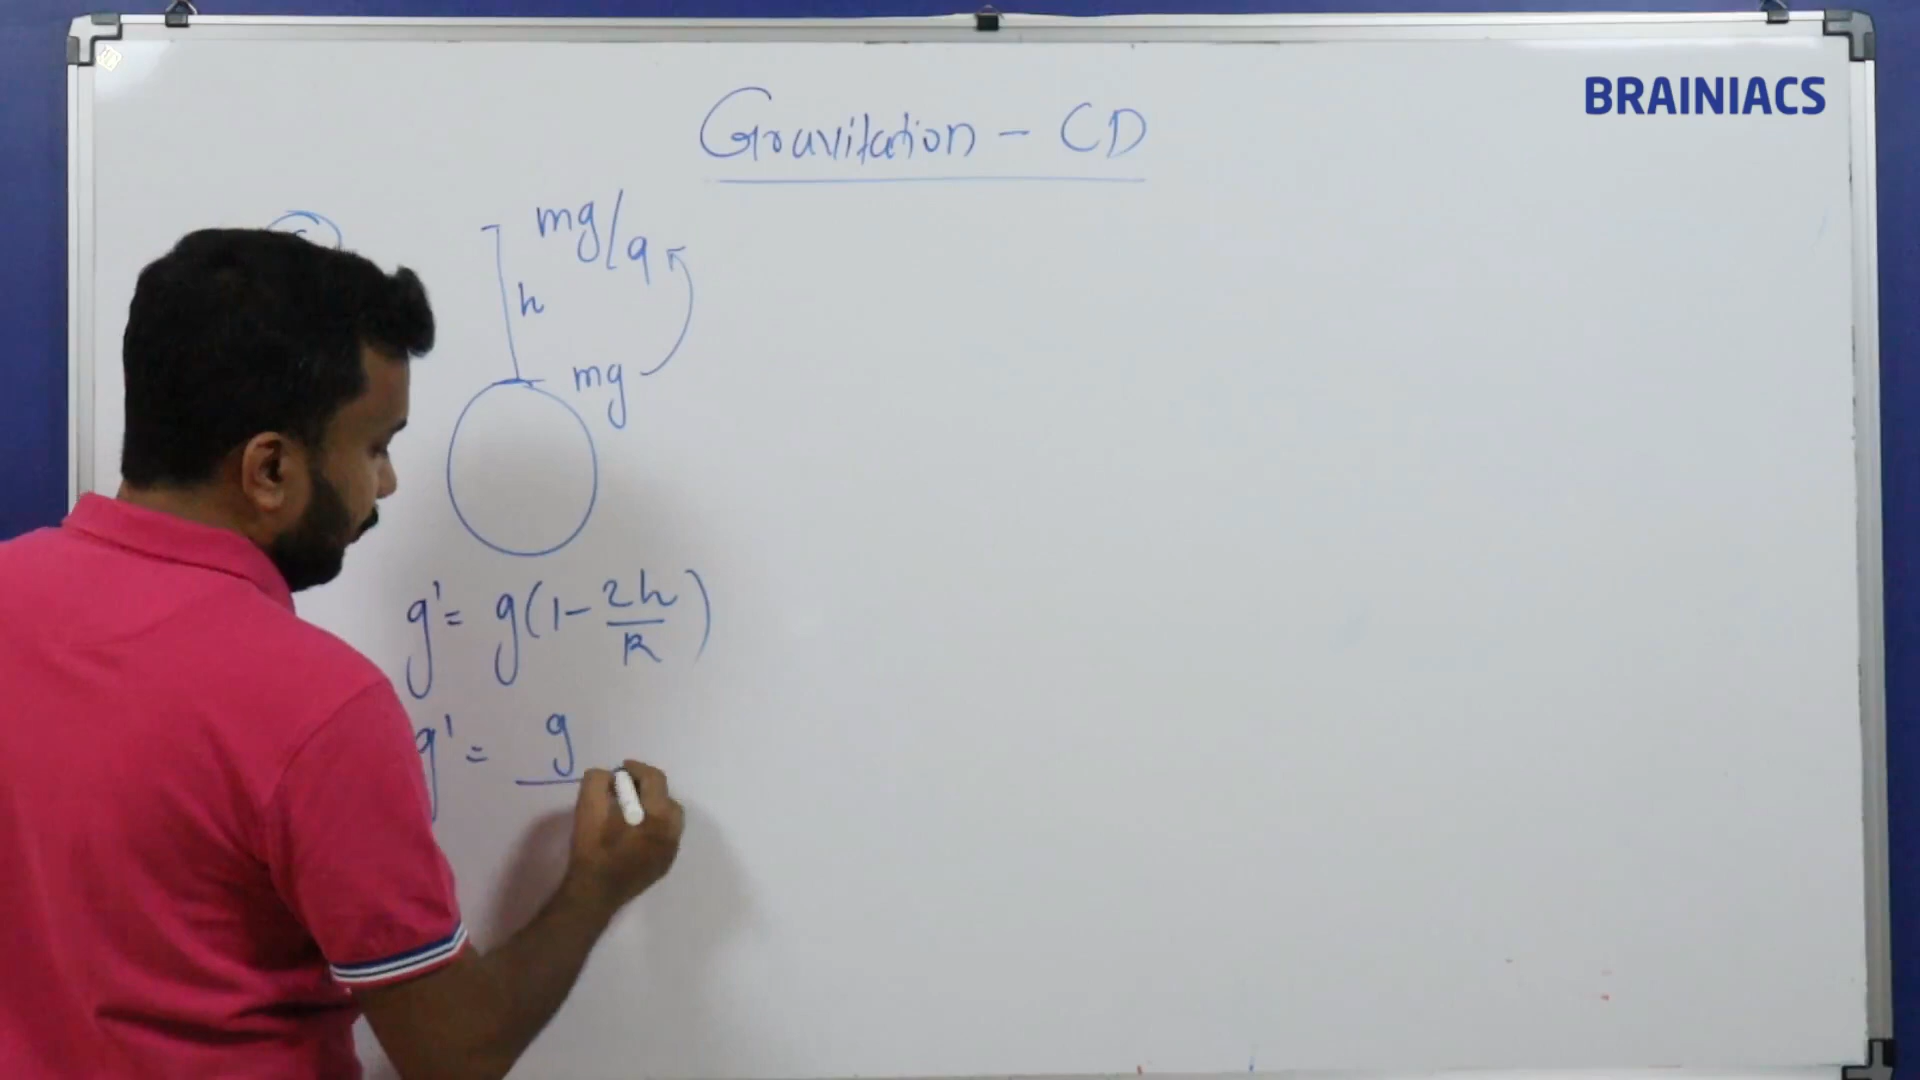 BRAINIACS
Gravitation - CD
mg/9
h
mg
g' = g(1 - 2h/R)
g' = g